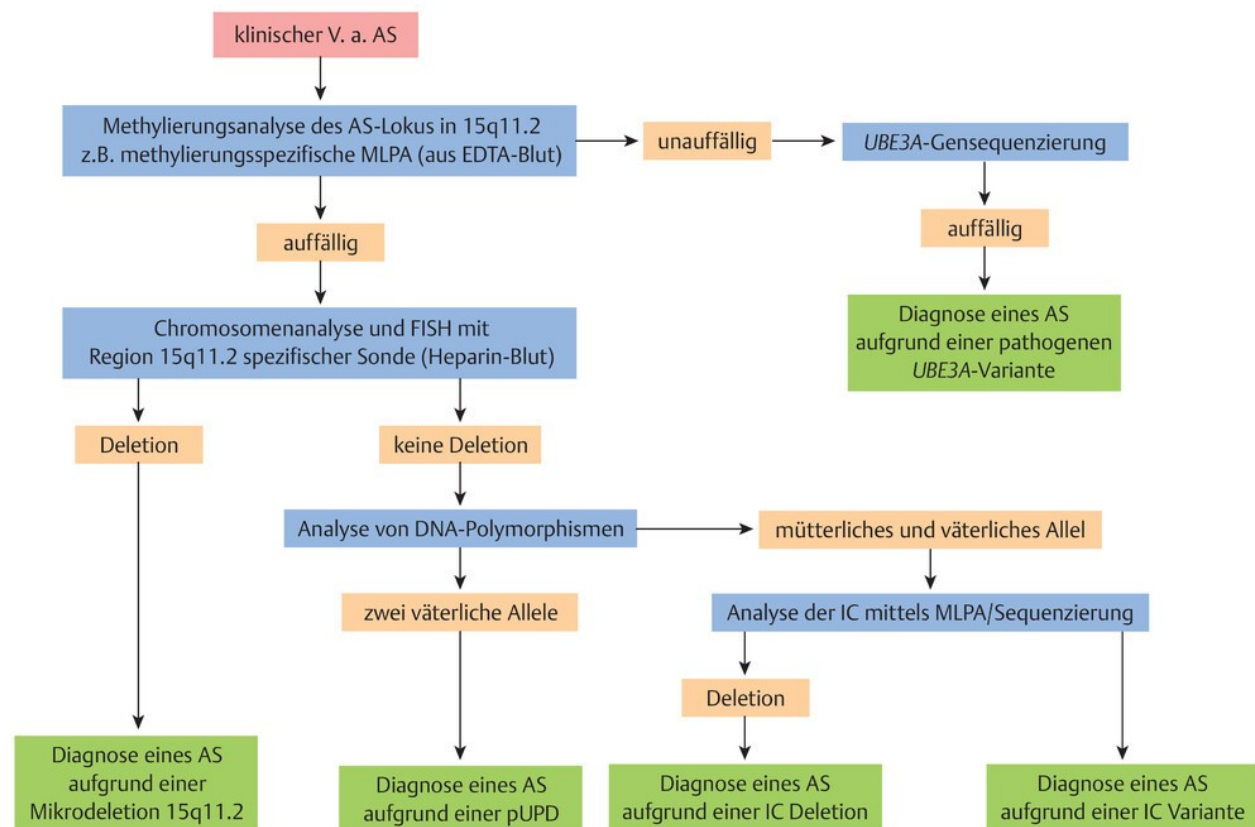 klinischer V. a. AS
Methylierungsanalyse des AS-Lokus in 15q11.2
z.B. methylierungsspezifische MLPA (aus EDTA-Blut)
unauffällig
UBE3A-Gensequenzierung
auffällig
auffällig
Chromosomenanalyse und FISH mit
Region 15q11.2 spezifischer Sonde (Heparin-Blut)
Diagnose eines AS
aufgrund einer pathogenen
UBE3A-Variante
Deletion
keine Deletion
Analyse von DNA-Polymorphismen
mütterliches und väterliches Allel
zwei väterliche Allele
Analyse der IC mittels MLPA/Sequenzierung
Deletion
Diagnose eines AS
aufgrund einer
Mikrodeletion 15q11.2
Diagnose eines AS
aufgrund einer pUPD
Diagnose eines AS
aufgrund einer IC Deletion
Diagnose eines AS
aufgrund einer IC Variante